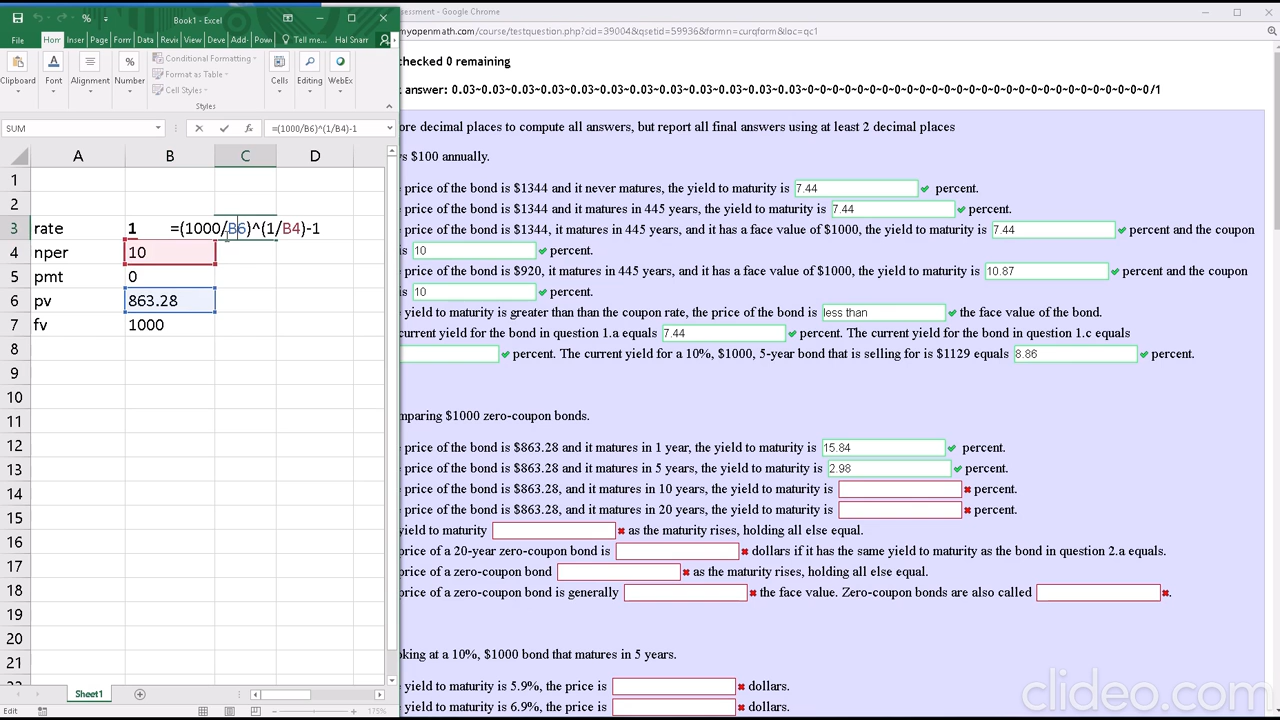 Book1 - Excel
File Horr Inser Page Form Data Revi View Deve Add- Pow Tell me... Hal Snarr
Clipboard Font Alignment Number
Conditional Formatting
Format as Table
Cell Styles
Styles
Cells Editing WebEx
SUM =(1000/B6)^(1/B4)-1
A B C D
1
2
3 rate 1 =(1000/B6)^(1/B4)-1
4 nper 10
5 pmt 0
6 pv 863.28
7 fv 1000
8
9
10
11
12
13
14
15
16
17
18
19
20
21
Sheet1
Edit 175%
essment - Google Chrome
myopenmath.com/course/testquestion.php?cid=39004&qsetid=59936&formn=curqform&loc=qc1
checked 0 remaining
answer: 0.03~0.03~0.03~0.03~0.03~0.03~0.03~0.03~0.03~0.03~0.03~0.03~0~0~0~0~0~0~0~0~0~0~0~0~0~0~0~0~0~0~0~0~0~0/1
ore decimal places to compute all answers, but report all final answers using at least 2 decimal places
s $100 annually.
price of the bond is $1344 and it never matures, the yield to maturity is 7.44 percent.
price of the bond is $1344 and it matures in 445 years, the yield to maturity is 7.44 percent.
price of the bond is $1344, it matures in 445 years, and it has a face value of $1000, the yield to maturity is 7.44 percent and the coupon
is 10 percent.
price of the bond is $920, it matures in 445 years, and it has a face value of $1000, the yield to maturity is 10.87 percent and the coupon
is 10 percent.
yield to maturity is greater than than the coupon rate, the price of the bond is less than the face value of the bond.
current yield for the bond in question 1.a equals 7.44 percent. The current yield for the bond in question 1.c equals
percent. The current yield for a 10%, $1000, 5-year bond that is selling for is $1129 equals 8.86 percent.
mparing $1000 zero-coupon bonds.
price of the bond is $863.28 and it matures in 1 year, the yield to maturity is 15.84 percent.
price of the bond is $863.28 and it matures in 5 years, the yield to maturity is 2.98 percent.
price of the bond is $863.28, and it matures in 10 years, the yield to maturity is percent.
price of the bond is $863.28, and it matures in 20 years, the yield to maturity is percent.
yield to maturity as the maturity rises, holding all else equal.
price of a 20-year zero-coupon bond is dollars if it has the same yield to maturity as the bond in question 2.a equals.
price of a zero-coupon bond as the maturity rises, holding all else equal.
price of a zero-coupon bond is generally the face value. Zero-coupon bonds are also called .
oking at a 10%, $1000 bond that matures in 5 years.
yield to maturity is 5.9%, the price is dollars.
yield to maturity is 6.9%, the price is dollars.
clideo.com